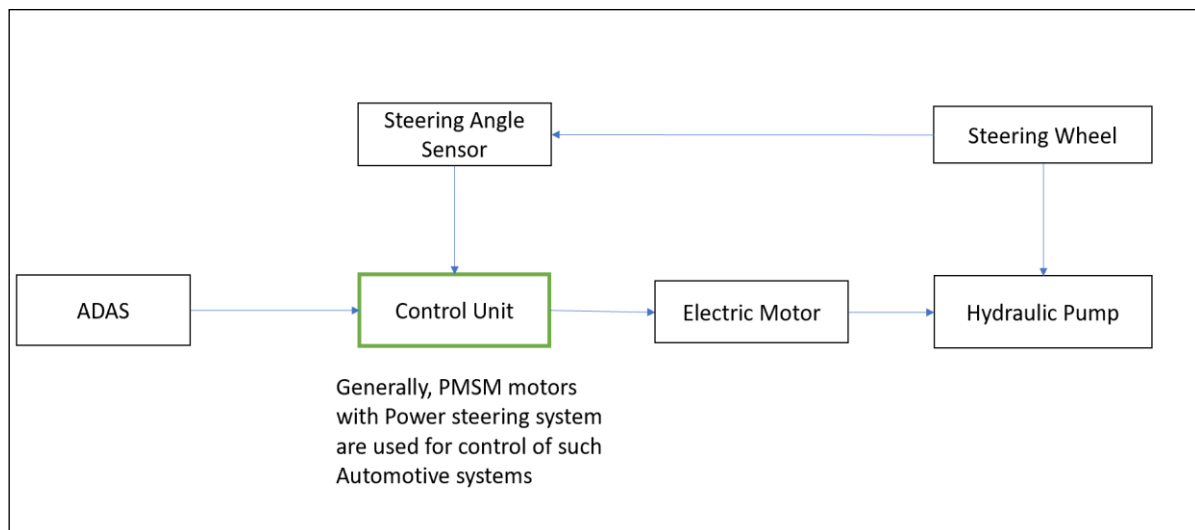 Steering Angle
Sensor
Steering Wheel
ADAS
Control Unit
Electric Motor
Hydraulic Pump
Generally, PMSM motors
with Power steering system
are used for control of such
Automotive systems